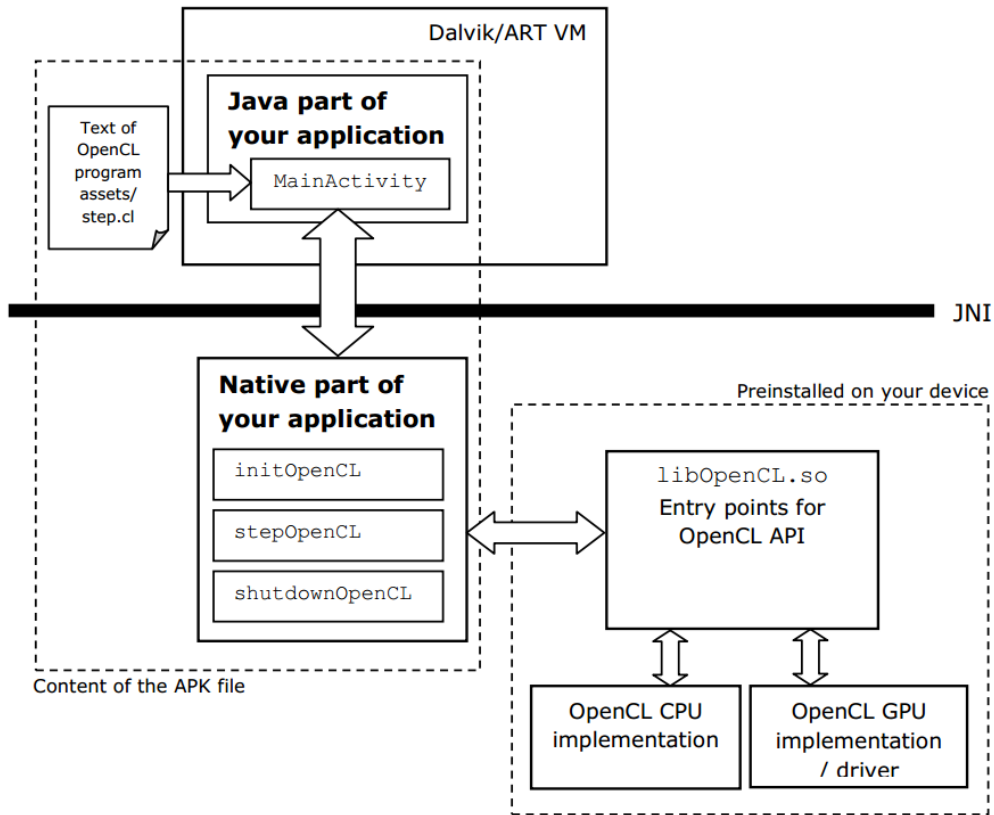 Dalvik/ART VM
Java part of
your application
MainActivity
Text of
OpenCL
program
assets/
step.cl
JNI
Native part of
your application
initOpenCL
stepOpenCL
shutdownOpenCL
Content of the APK file
Preinstalled on your device
libOpenCL.so
Entry points for
OpenCL API
OpenCL CPU
implementation
OpenCL GPU
implementation
/ driver